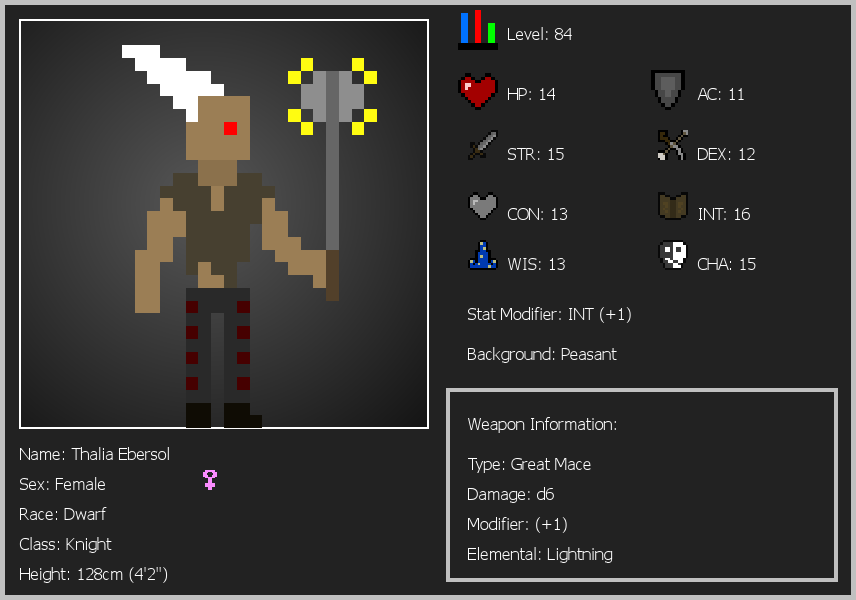 Level: 84
HP: 14
AC: 11
STR: 15
DEX: 12
CON: 13
INT: 16
WIS: 13
CHA: 15
Stat Modifier: INT (+1)
Background: Peasant
Weapon Information:
Type: Great Mace
Damage: d6
Modifier: (+1)
Elemental: Lightning
Name: Thalia Ebersol
Sex: Female
Race: Dwarf
Class: Knight
Height: 128cm (4'2")